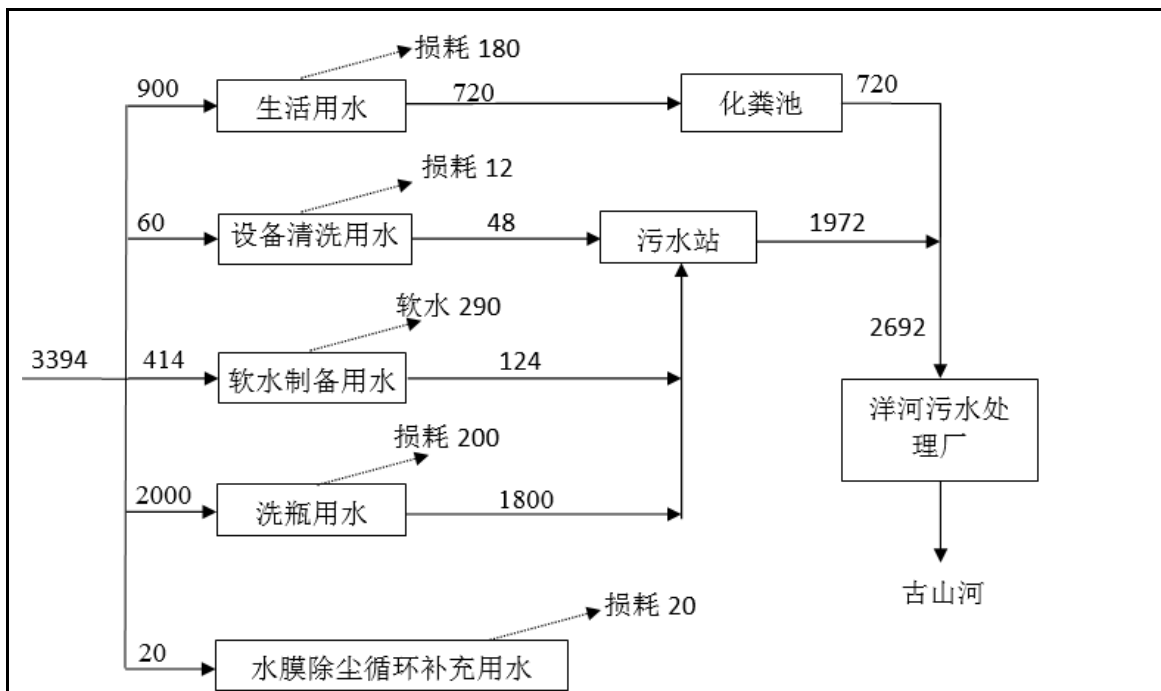 损耗 180
900
生活用水
720
化粪池
720
损耗 12
60
设备清洗用水
48
污水站
1972
软水 290
2692
3394
414
软水制备用水
124
洋河污水处
理厂
损耗 200
2000
洗瓶用水
1800
古山河
损耗 20
20
水膜除尘循环补充用水